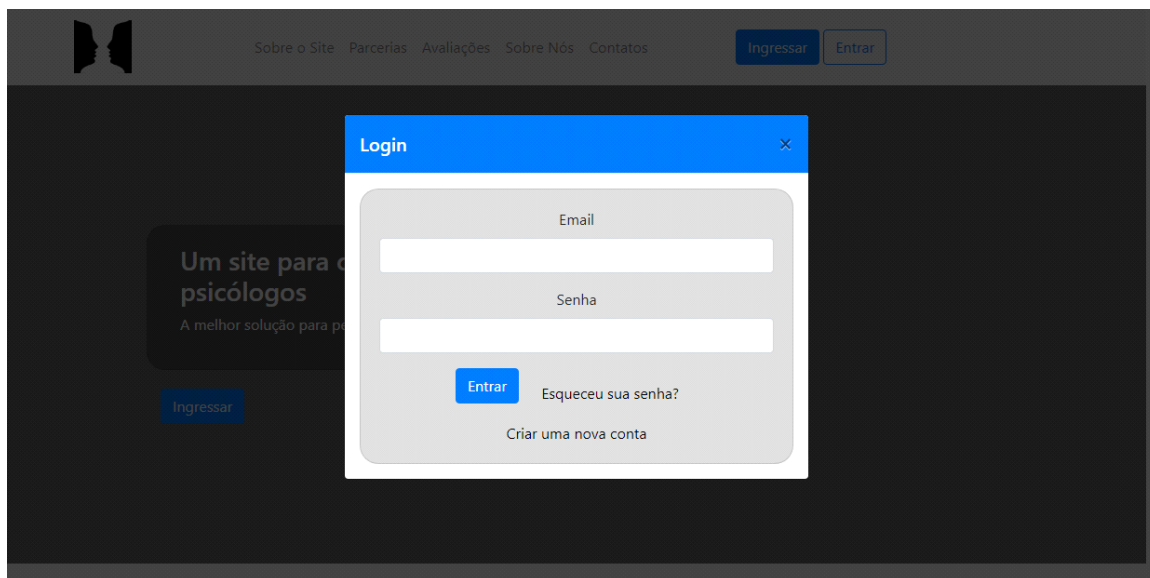 Sobre o Site Parcerias Avaliações Sobre Nós Contatos Ingressar Entrar
Login ×
Email
Senha
Entrar Esqueceu sua senha?
Criar uma nova conta
Um site para
psicólogos
A melhor solução para
Ingressar